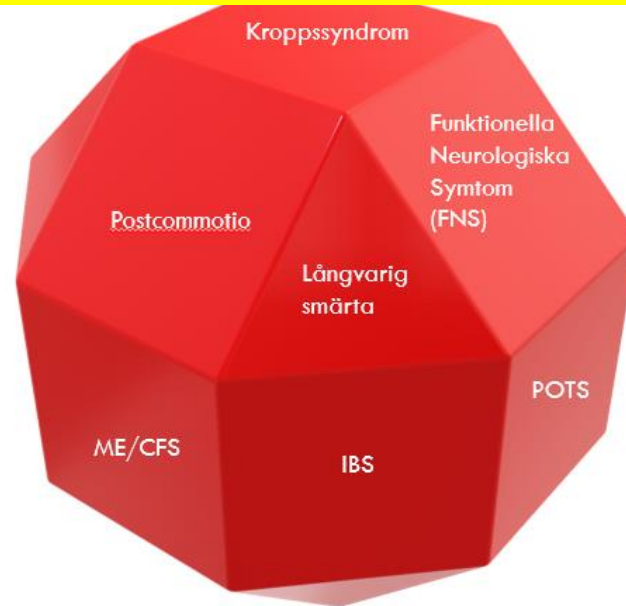 Kroppssyndrom
Funktionella
Neurologiska
Symtom
(FNS)
Postcommotio
Långvarig
smärta
POTS
ME/CFS
IBS